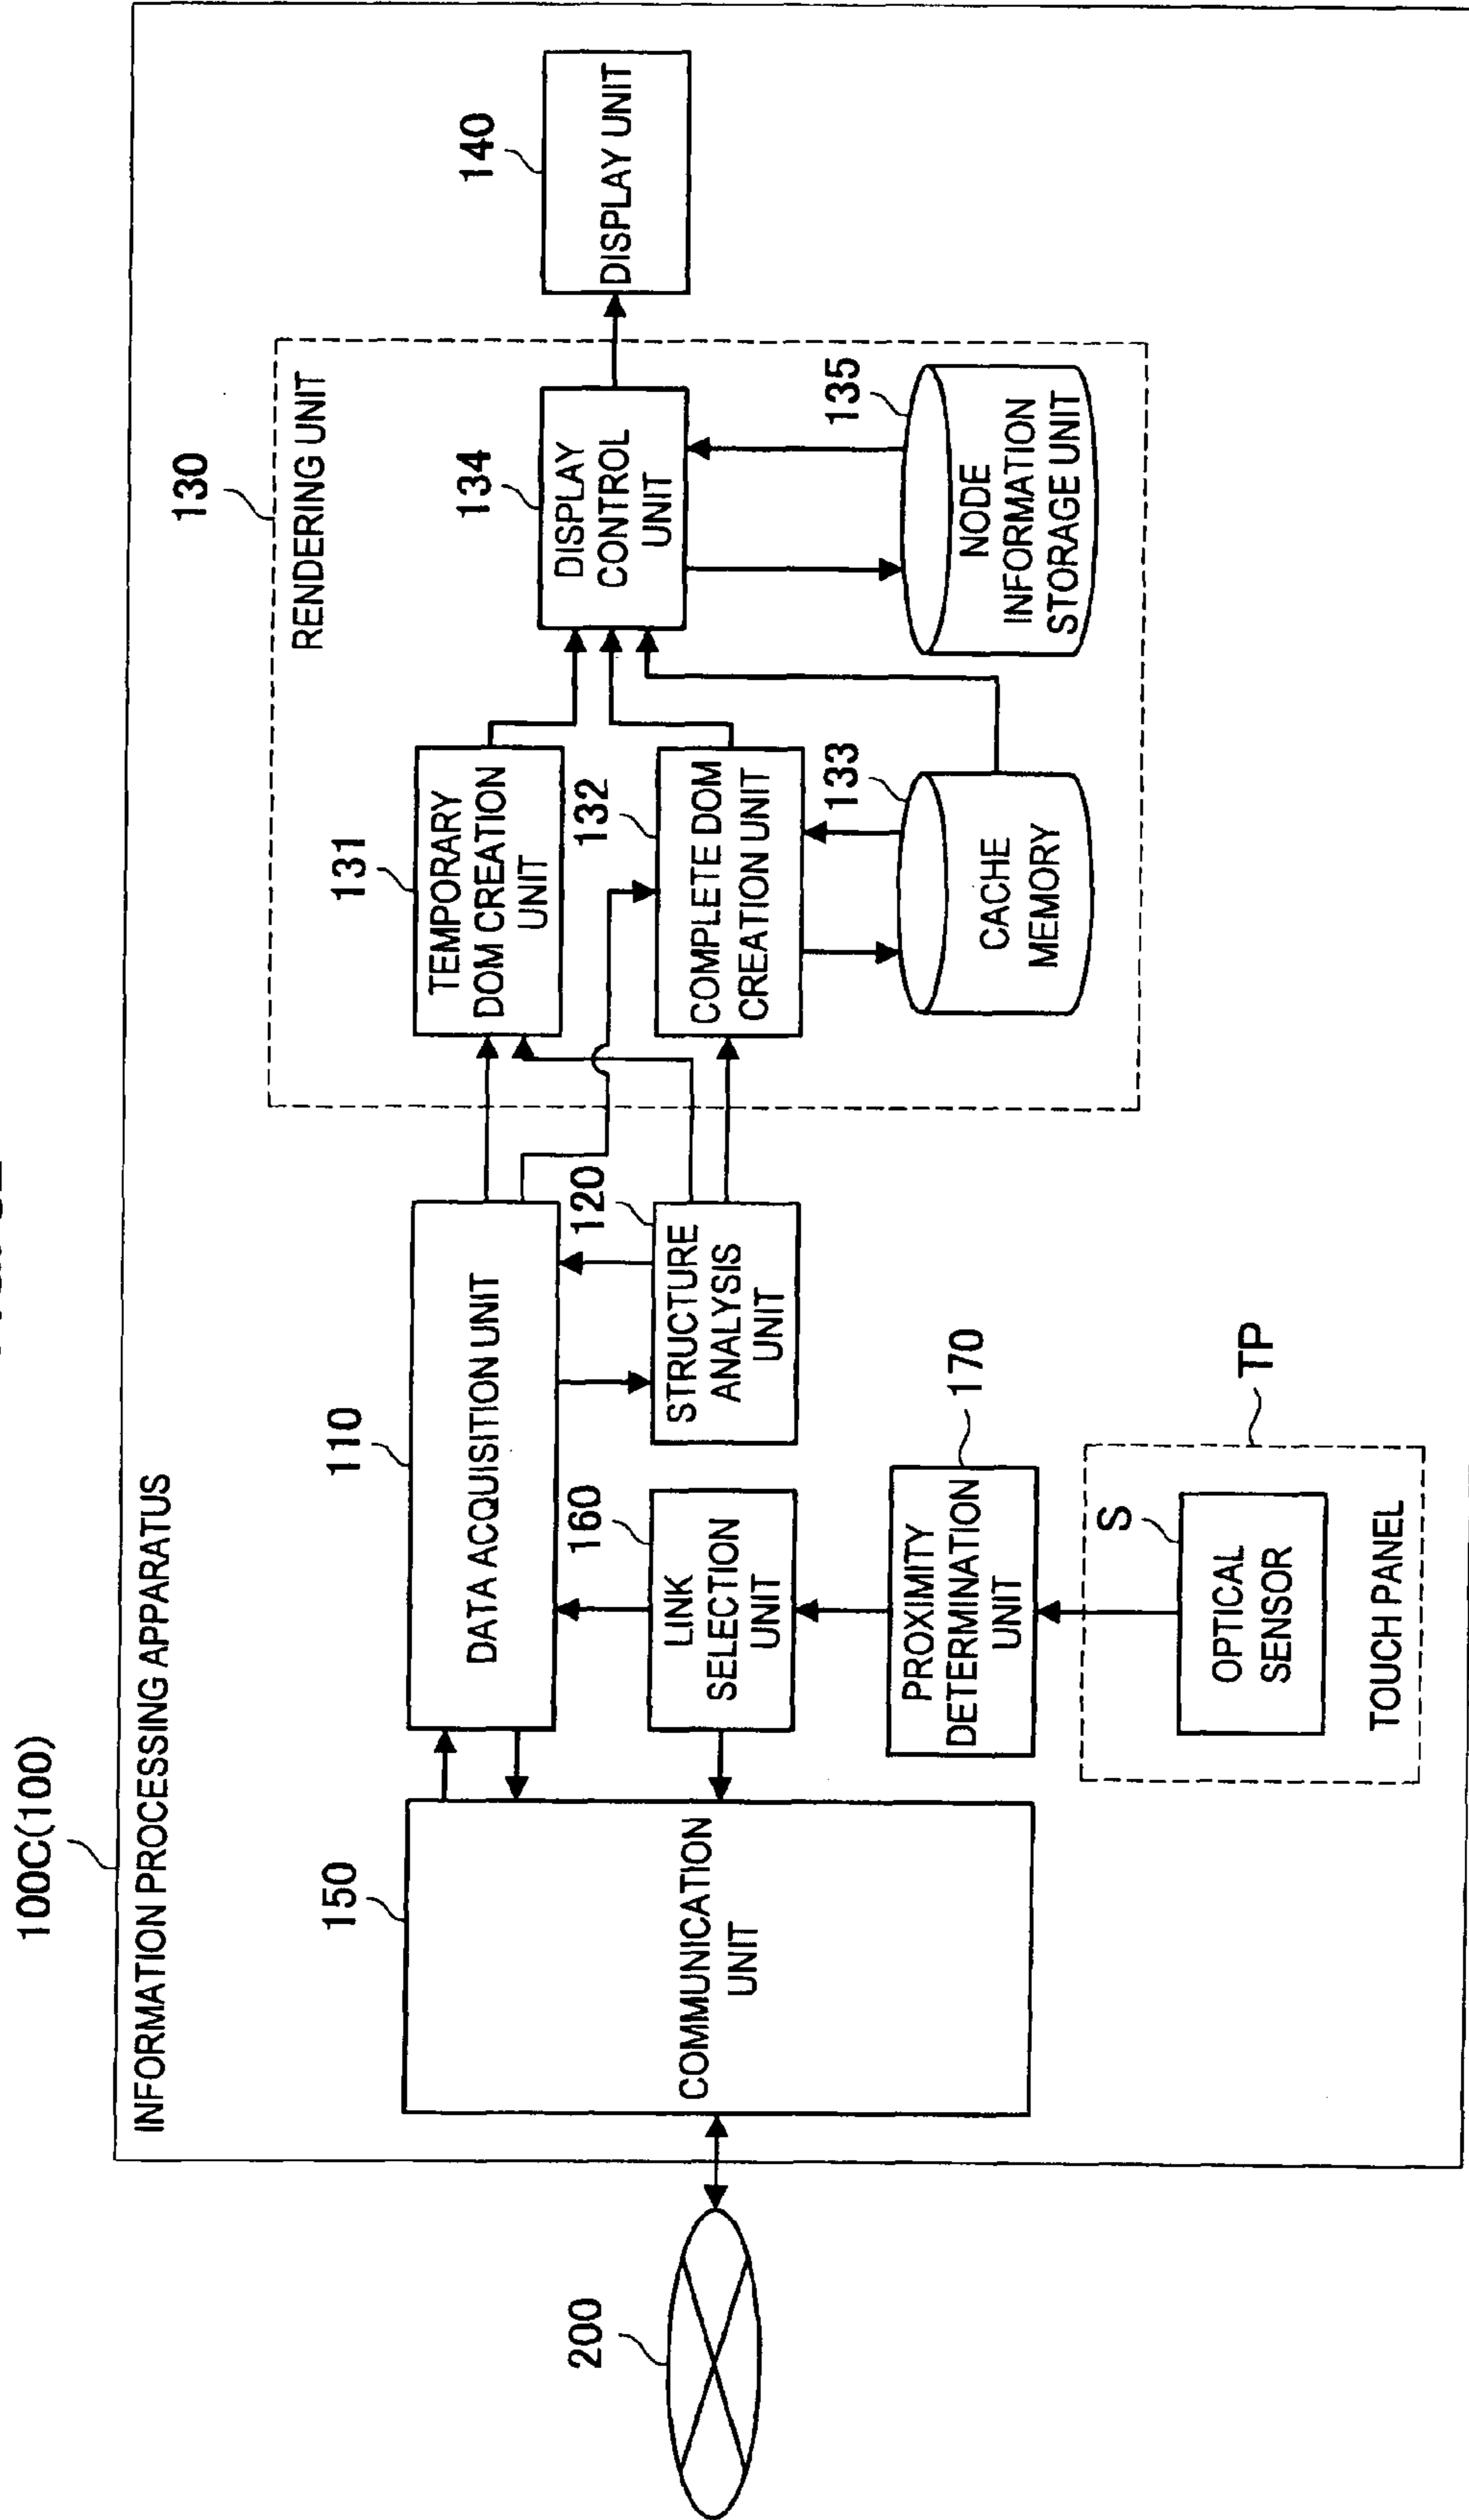 100C(100)
INFORMATION PROCESSING APPARATUS
130
RENDERING UNIT
110
DATA ACQUISITION UNIT
131
TEMPORARY
DOM CREATION
UNIT
134
DISPLAY
CONTROL
UNIT
140
DISPLAY UNIT
150
COMMUNICATION
UNIT
200
160
LINK
SELECTION
UNIT
120
STRUCTURE
ANALYSIS
UNIT
132
COMPLETE DOM
CREATION UNIT
170
PROXIMITY
DETERMINATION
UNIT
133
CACHE
MEMORY
135
NODE
INFORMATION
STORAGE UNIT
TP
S
OPTICAL
SENSOR
TOUCH PANEL